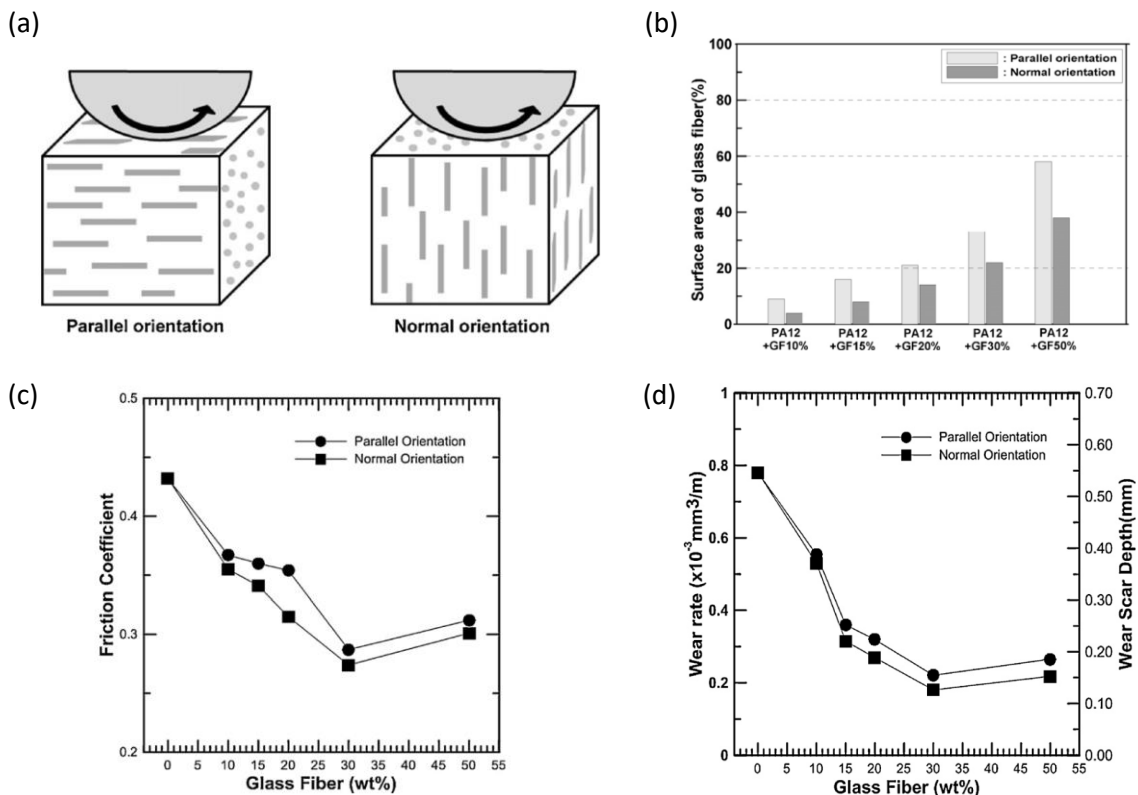 (a)
Parallel orientation
Normal orientation
(b)
Surface area of glass fiber(%)
100
80
60
40
20
0
: Parallel orientation
: Normal orientation
PA12 PA12 PA12 PA12 PA12
+GF10% +GF15% +GF20% +GF30% +GF50%
(c)
Friction Coefficient
0.5
0.4
0.3
0.2
Parallel Orientation
Normal Orientation
0 5 10 15 20 25 30 35 40 45 50 55
Glass Fiber (wt%)
(d)
Wear rate (x10-3mm3/m)
1
0.8
0.6
0.4
0.2
0
Parallel Orientation
Normal Orientation
0.70
0.60
0.50
0.40
0.30
0.20
0.10
0.00
Wear Scar Depth(mm)
0 5 10 15 20 25 30 35 40 45 50 55
Glass Fiber (wt%)